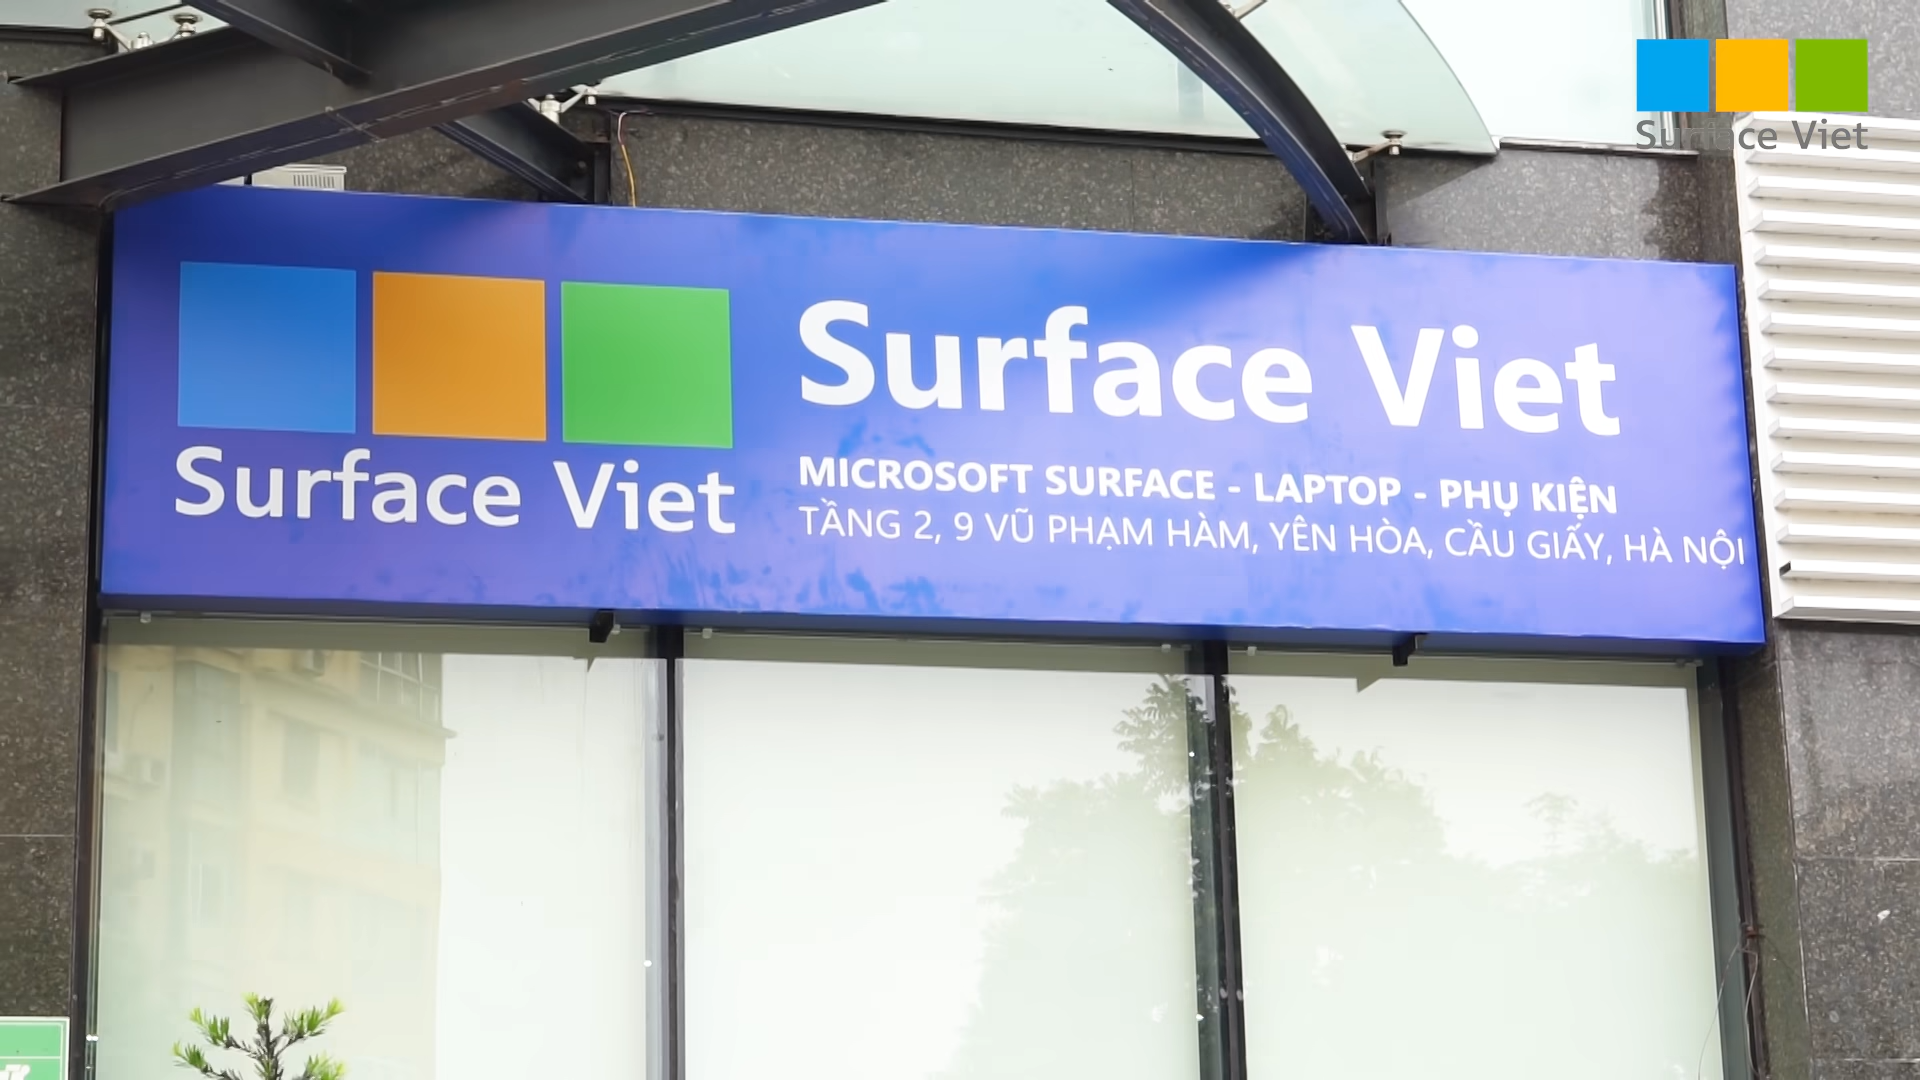 Surface Viet
Surface Viet
Surface Viet
MICROSOFT SURFACE - LAPTOP - PHỤ KIỆN
TẦNG 2, 9 VŨ PHẠM HÀM, YÊN HÒA, CẦU GIẤY, HÀ NỘI